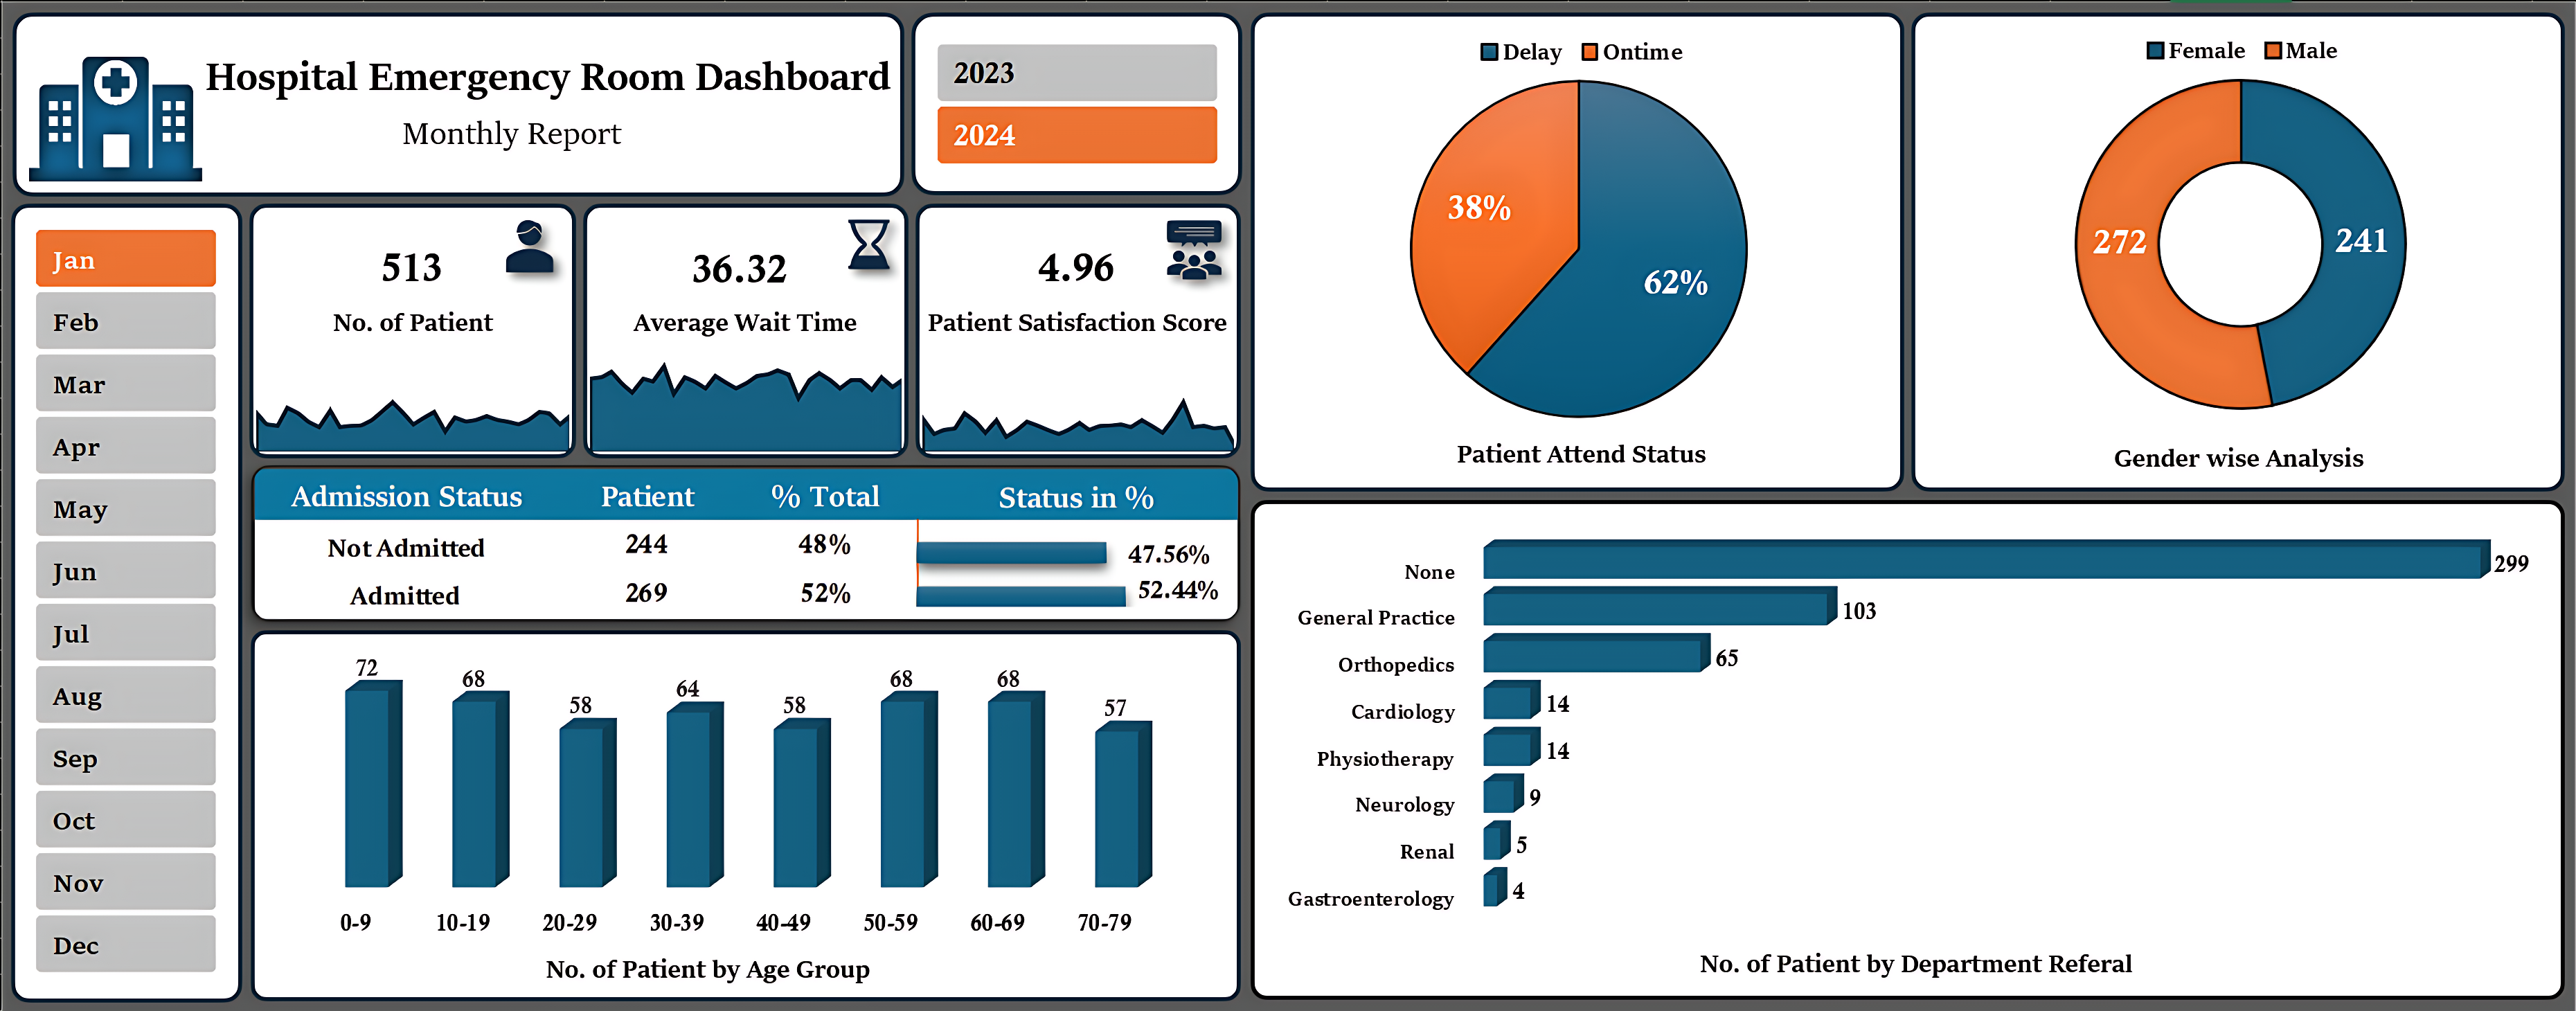 Hospital Emergency Room Dashboard
Monthly Report
2023
2024
Jan
Feb
Mar
Apr
May
Jun
Jul
Aug
Sep
Oct
Nov
Dec
513
No. of Patient
36.32
Average Wait Time
4.96
Patient Satisfaction Score
Admission Status Patient % Total Status in %
Not Admitted 244 48% 47.56%
Admitted 269 52% 52.44%
72 68 58 64 58 68 68 57
0-9 10-19 20-29 30-39 40-49 50-59 60-69 70-79
No. of Patient by Age Group
Delay Ontime
38%
62%
Patient Attend Status
Female Male
272 241
Gender wise Analysis
None 299
General Practice 103
Orthopedics 65
Cardiology 14
Physiotherapy 14
Neurology 9
Renal 5
Gastroenterology 4
No. of Patient by Department Referal